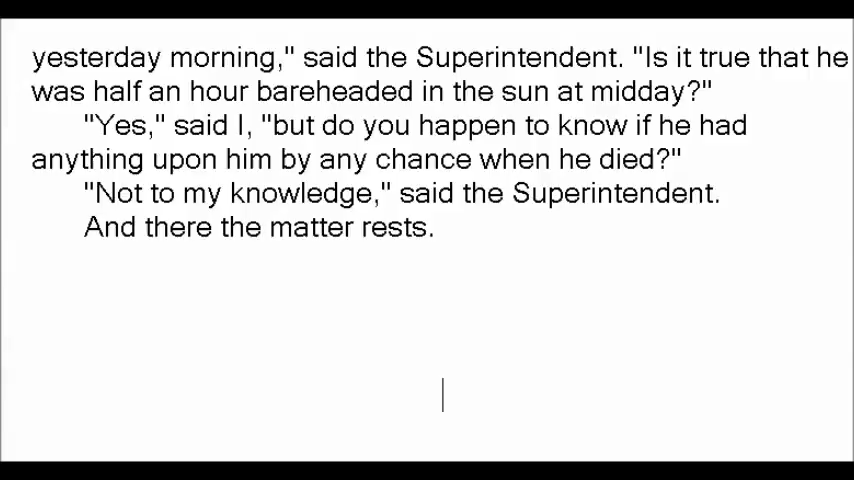 yesterday morning," said the Superintendent. "Is it true that he
was half an hour bareheaded in the sun at midday?"
"Yes," said I, "but do you happen to know if he had
anything upon him by any chance when he died?"
"Not to my knowledge," said the Superintendent.
And there the matter rests.